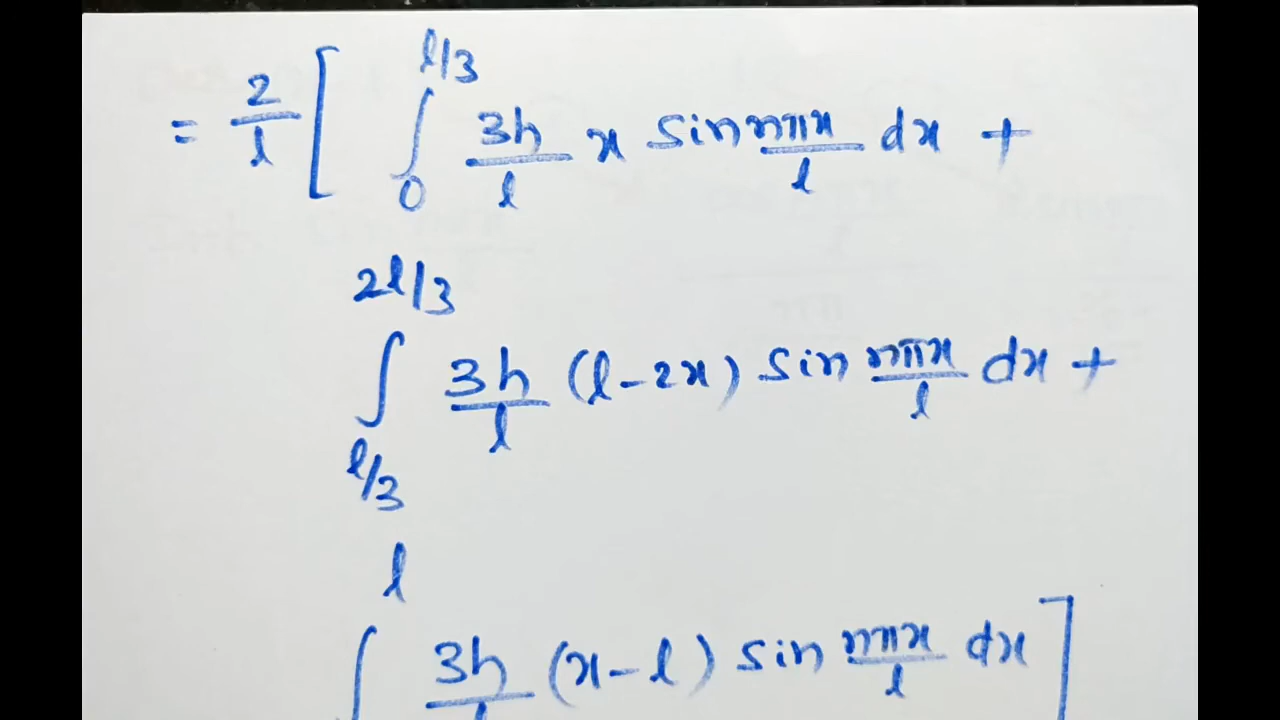 = 2/l [ ∫₀^{l/3} 3h/l x sin nπx/l dx +
∫_{l/3}^{2l/3} 3h/l (l-2x) sin nπx/l dx +
∫^{l} 3h/l (x-l) sin nπx/l dx ]